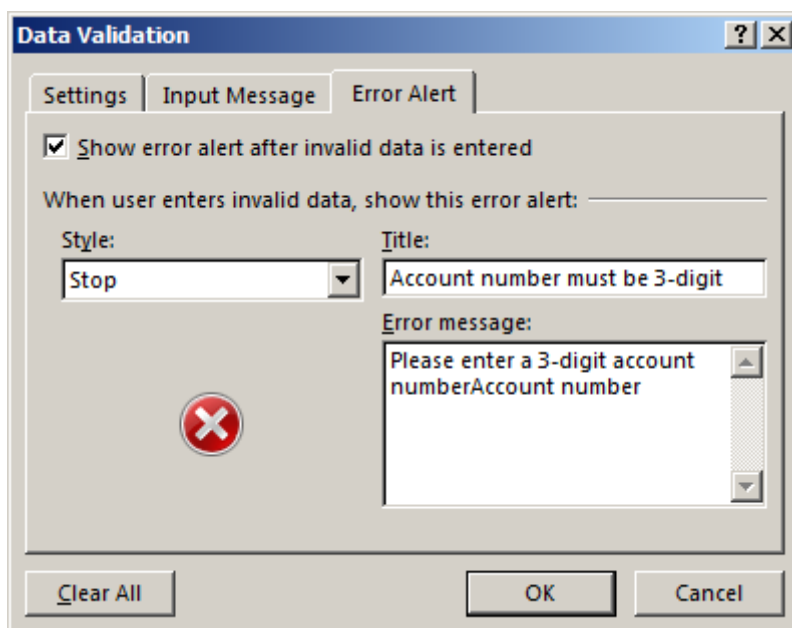 Data Validation
Settings
Input Message
Error Alert
Show error alert after invalid data is entered
When user enters invalid data, show this error alert:
Style:
Title:
Stop
Account number must be 3-digit
Error message:
Please enter a 3-digit account
numberAccount number
Clear All
OK
Cancel